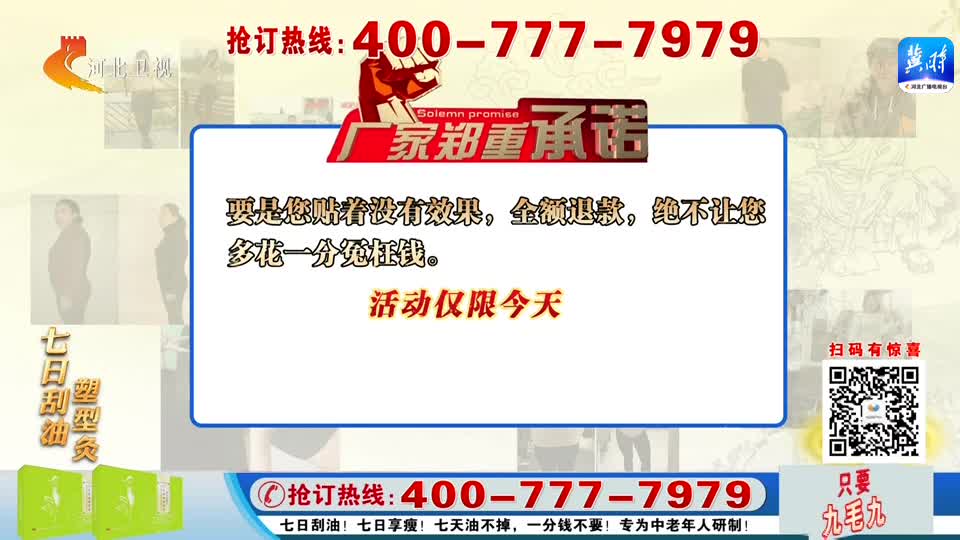 抢订热线:400-777-7979
河北卫视
冀时
河北广播电视台
Solemn promise
厂家郑重承诺
要是您贴着没有效果，全额退款，绝不让您
多花一分冤枉钱。
活动仅限今天
七日刮油
塑型灸
扫码有惊喜
抢订热线:400-777-7979
只要
九毛九
七日刮油！七日享瘦！七天油不掉，一分钱不要！专为中老年人研制！